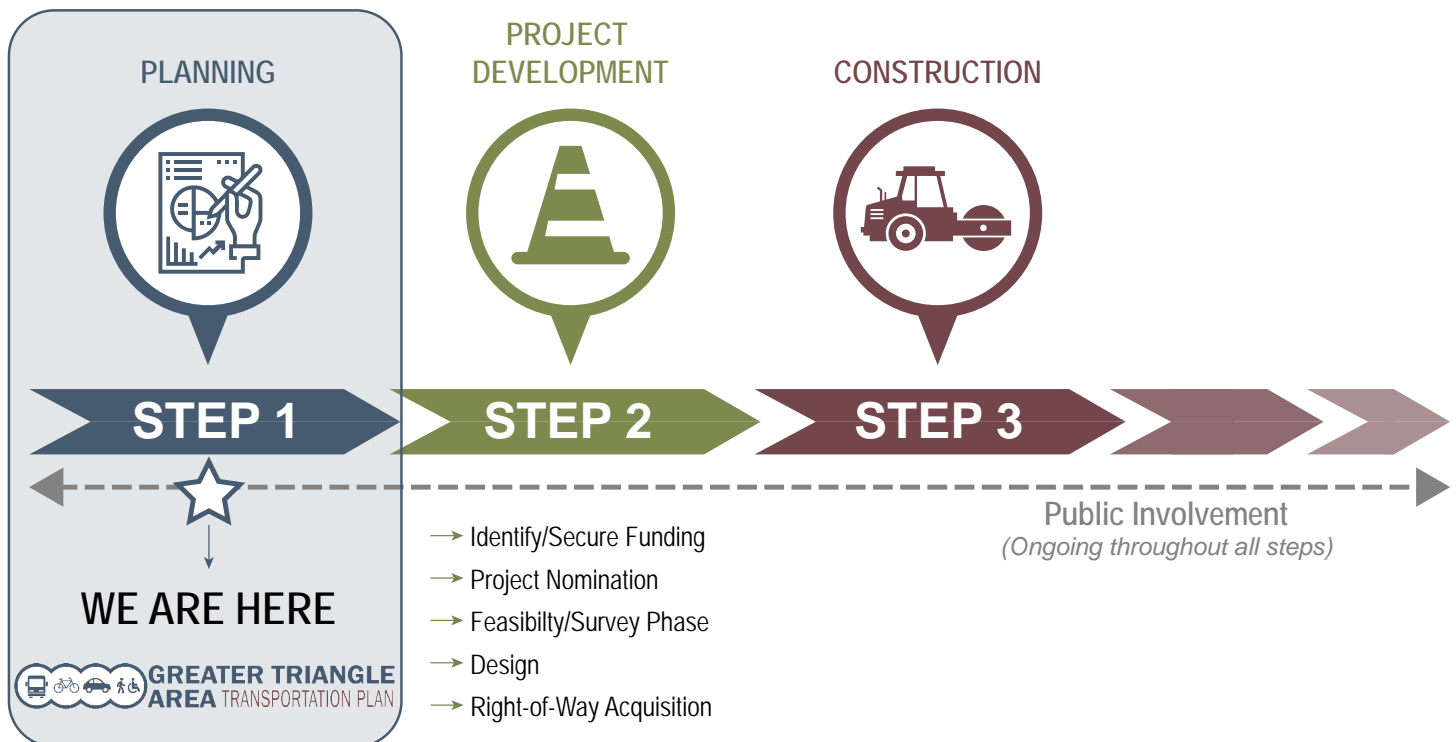 PLANNING
PROJECT
DEVELOPMENT
CONSTRUCTION
STEP 1
STEP 2
STEP 3
Public Involvement
(Ongoing throughout all steps)
WE ARE HERE
GREATER TRIANGLE
AREA TRANSPORTATION PLAN
Identify/Secure Funding
Project Nomination
Feasibilty/Survey Phase
Design
Right-of-Way Acquisition